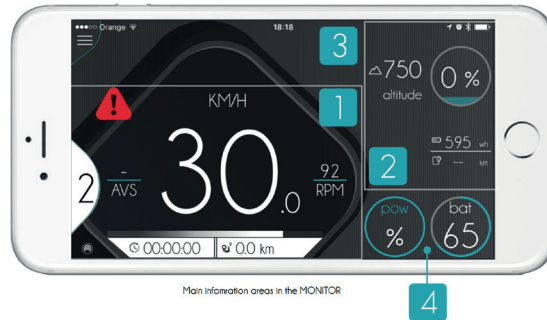 Orange 18:18
3
750
altitude
0 %
1
KM/H
2
AVS
-
30.0
92
RPM
595 wh
-- km
2
00:00:00
0.0 km
pow
%
bat
65
4
Main infomration areas in the MONITOR